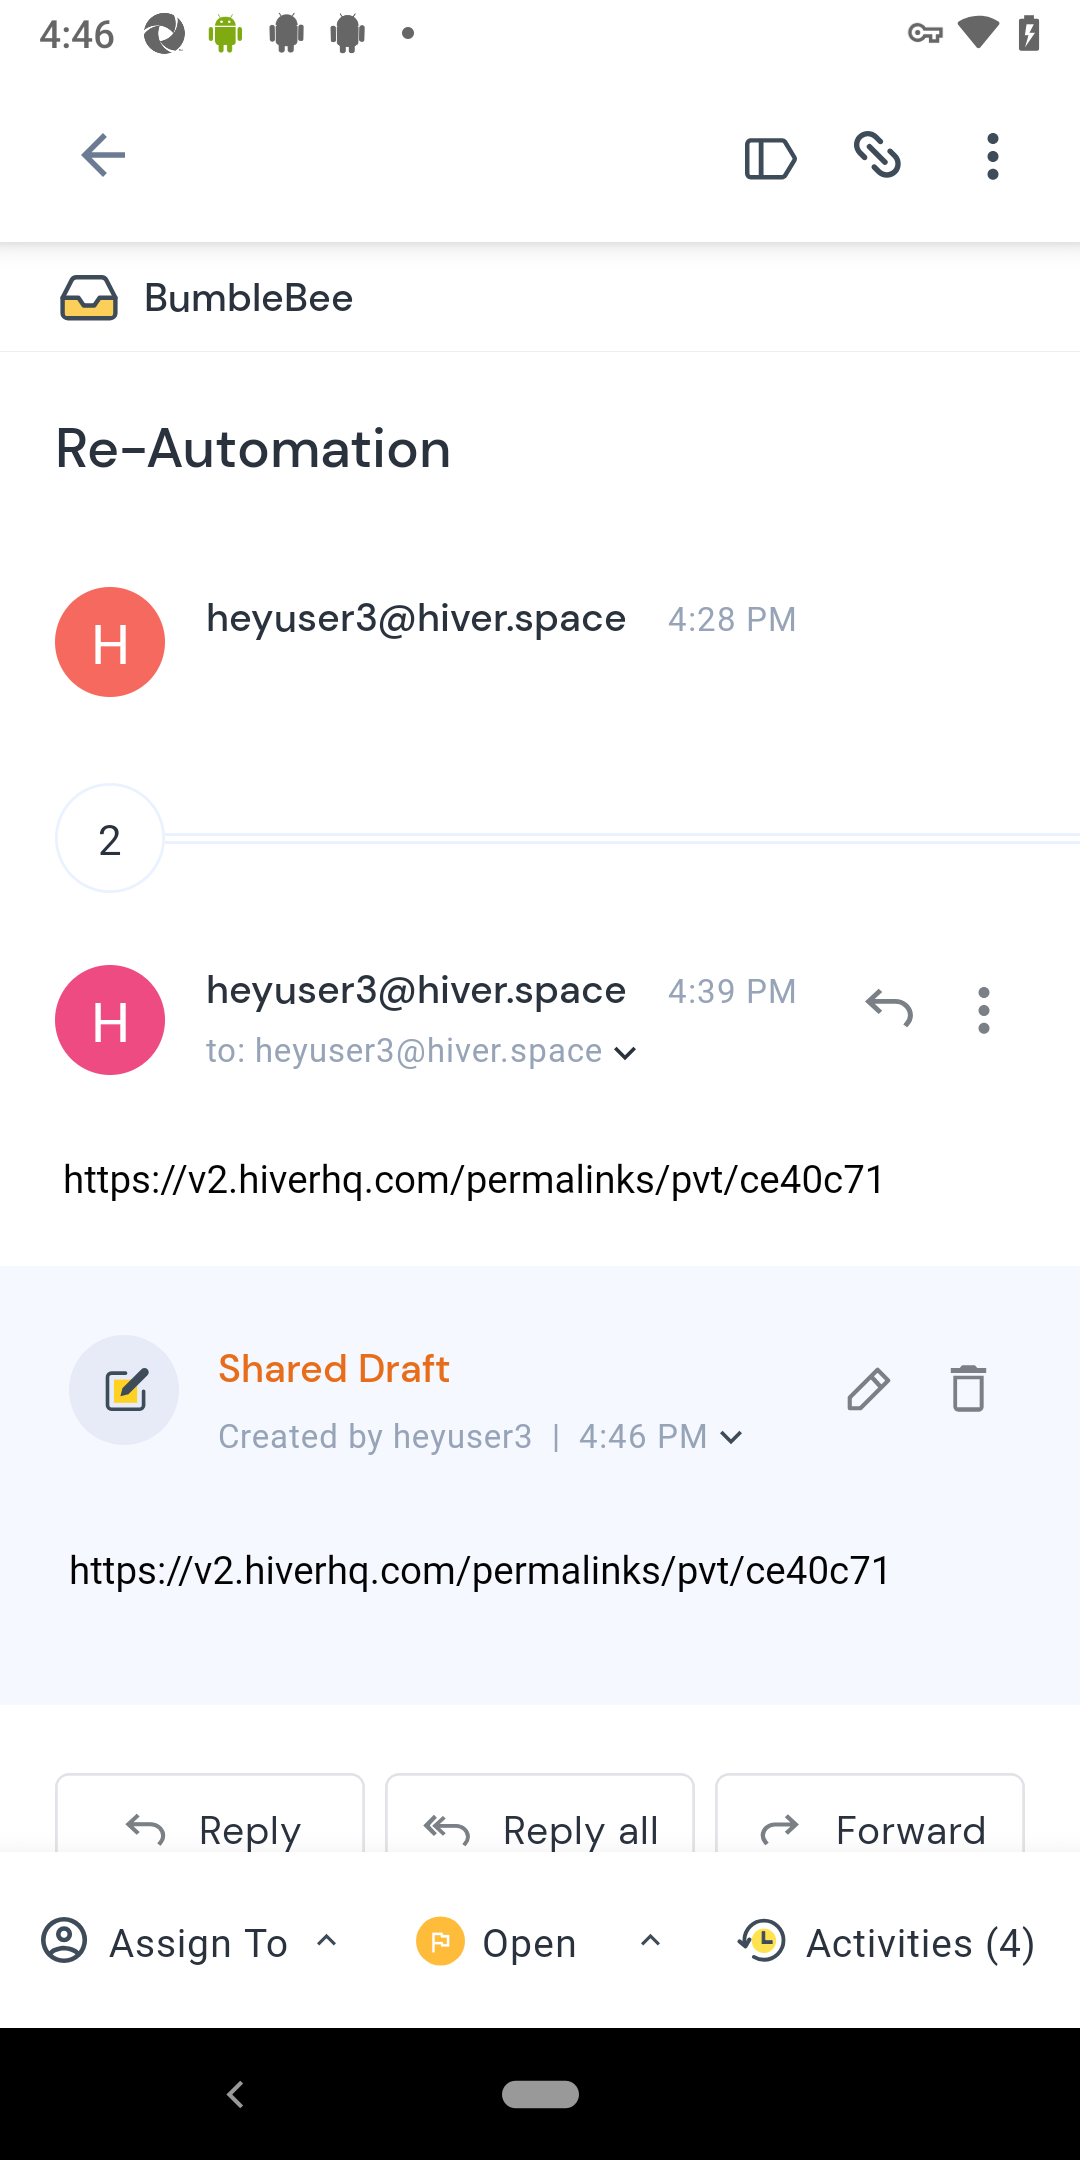 4:46
BumbleBee
Re-Automation
H
heyuser3@hiver.space 4:28 PM
2
H
heyuser3@hiver.space 4:39 PM
to: heyuser3@hiver.space
https://v2.hiverhq.com/permalinks/pvt/ce40c71
Shared Draft
Created by heyuser3 | 4:46 PM
https://v2.hiverhq.com/permalinks/pvt/ce40c71
Reply Reply all Forward
Assign To Open Activities (4)